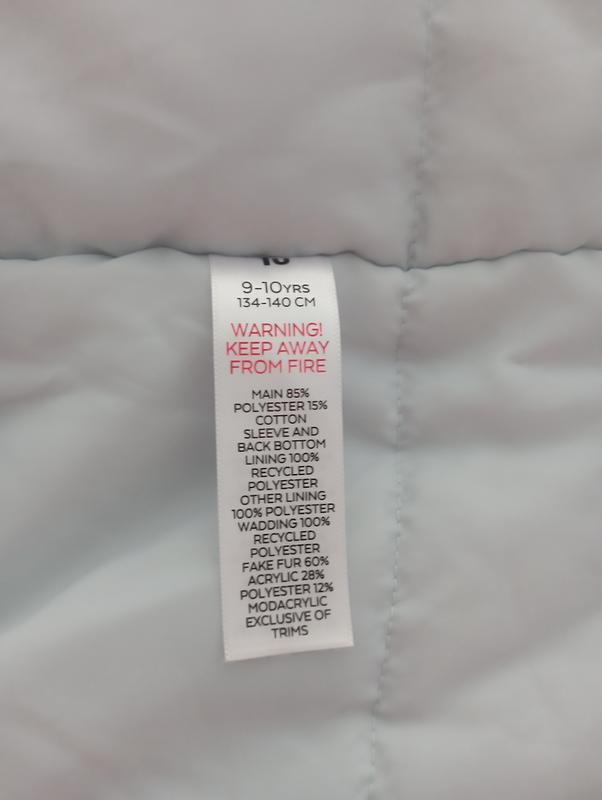 9-10YRS
134-140 CM
WARNING!
KEEP AWAY
FROM FIRE
MAIN 85%
POLYESTER 15%
COTTON
SLEEVE AND
BACK BOTTOM
LINING 100%
RECYCLED
POLYESTER
OTHER LINING
100% POLYESTER
WADDING 100%
RECYCLED
POLYESTER
FAKE FUR 60%
ACRYLIC 28%
POLYESTER 12%
MODACRYLIC
EXCLUSIVE OF
TRIMS